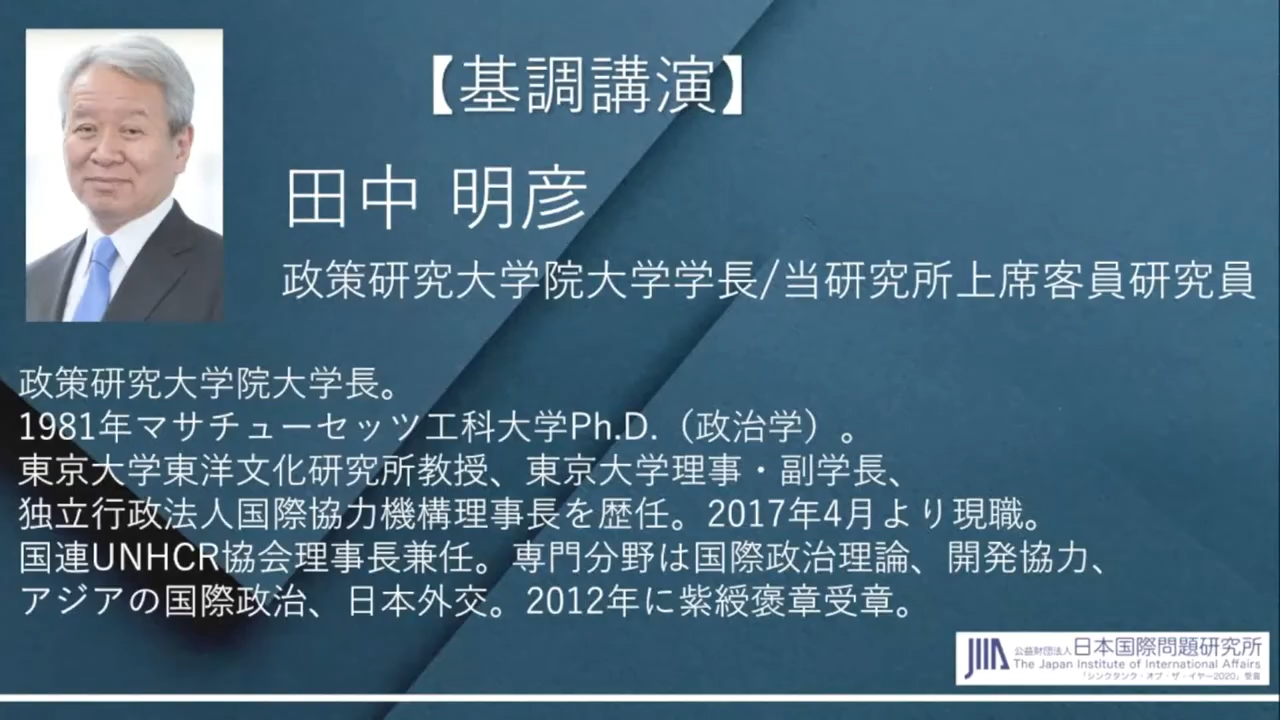 【基調講演】
田中 明彦
政策研究大学院大学学長/当研究所上席客員研究員
政策研究大学院大学長。
1981年マサチューセッツ工科大学Ph.D.（政治学）。
東京大学東洋文化研究所教授、東京大学理事・副学長、
独立行政法人国際協力機構理事長を歴任。2017年4月より現職。
国連UNHCR協会理事長兼任。専門分野は国際政治理論、開発協力、
アジアの国際政治、日本外交。2012年に紫綬褒章受章。
JIIA 公益財団法人日本国際問題研究所
The Japan Institute of International Affairs
「シンクタンク・オブ・ザ・イヤー2020」受賞